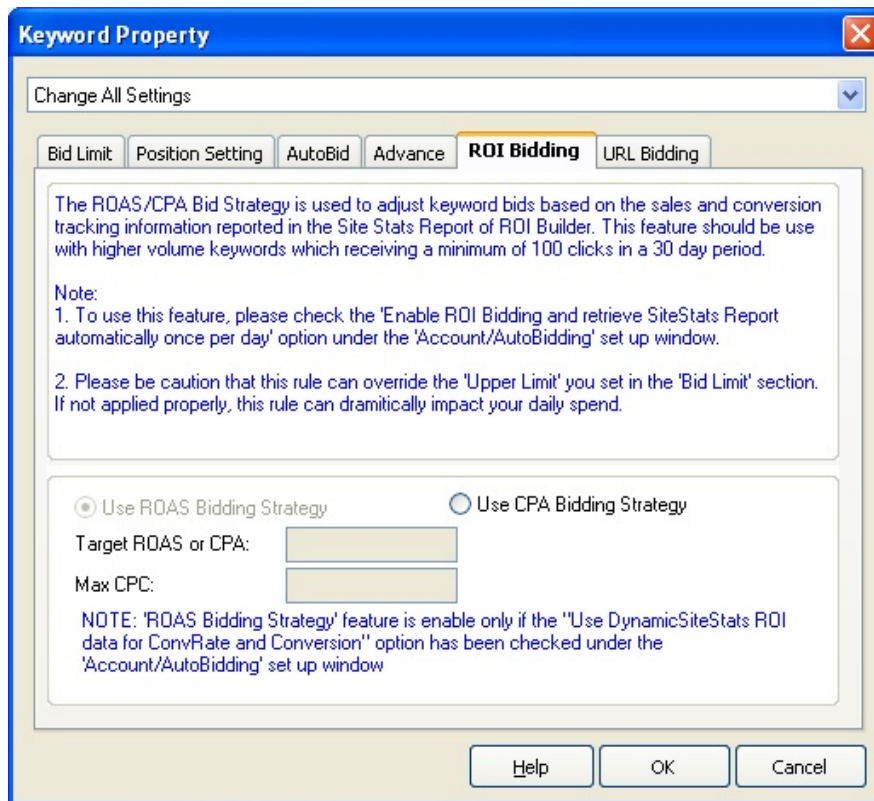 Keyword Property
Change All Settings
Bid Limit Position Setting AutoBid Advance ROI Bidding URL Bidding
The ROAS/CPA Bid Strategy is used to adjust keyword bids based on the sales and conversion
tracking information reported in the Site Stats Report of ROI Builder. This feature should be use
with higher volume keywords which receiving a minimum of 100 clicks in a 30 day period.
Note:
1. To use this feature, please check the 'Enable ROI Bidding and retrieve SiteStats Report
automatically once per day' option under the 'Account/AutoBidding' set up window.
2. Please be caution that this rule can override the 'Upper Limit' you set in the 'Bid Limit' section.
If not applied properly, this rule can dramitically impact your daily spend.
Use ROAS Bidding Strategy Use CPA Bidding Strategy
Target ROAS or CPA:
Max CPC:
NOTE: 'ROAS Bidding Strategy' feature is enable only if the "Use DynamicSiteStats ROI
data for ConvRate and Conversion" option has been checked under the
'Account/AutoBidding' set up window
Help OK Cancel